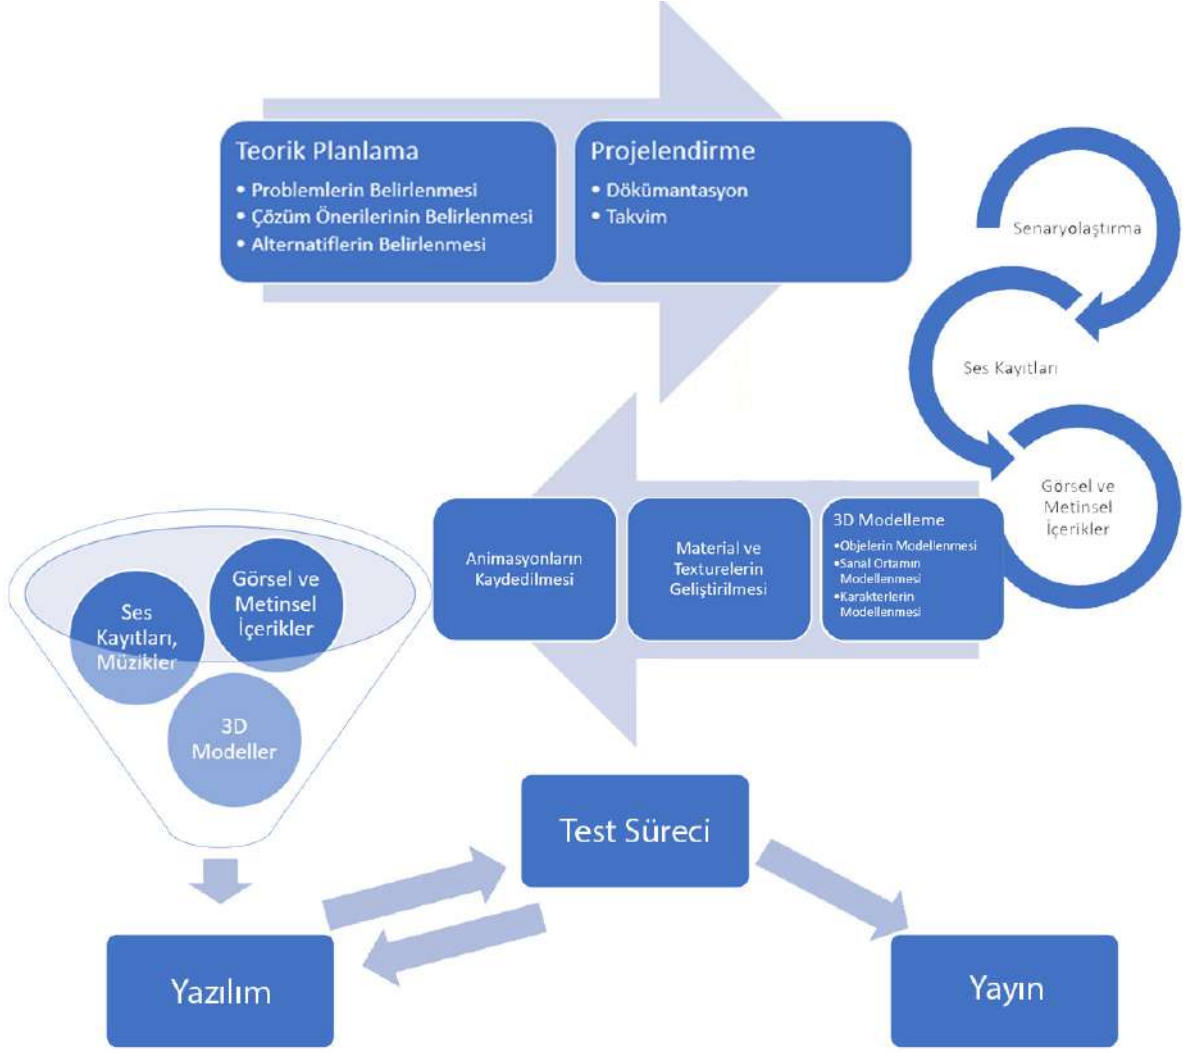 Teorik Planlama
• Problemlerin Belirlenmesi
• Çözüm Önerilerinin Belirlenmesi
• Alternatiflerin Belirlenmesi
Projelendirme
• Dökümantasyon
• Takvim
Senaryolaştırma
Ses Kayıtları
Görsel ve
Metinsel
İçerikler
3D Modelleme
•Objelerin Modellenmesi
•Sanal Ortamın
Modellenmesi
•Karakterlerin
Modellenmesi
Material ve
Texturelerin
Geliştirilmesi
Animasyonların
Kaydedilmesi
Ses
Kayıtları,
Müzikler
Görsel ve
Metinsel
İçerikler
3D
Modeller
Yazılım
Test Süreci
Yayın